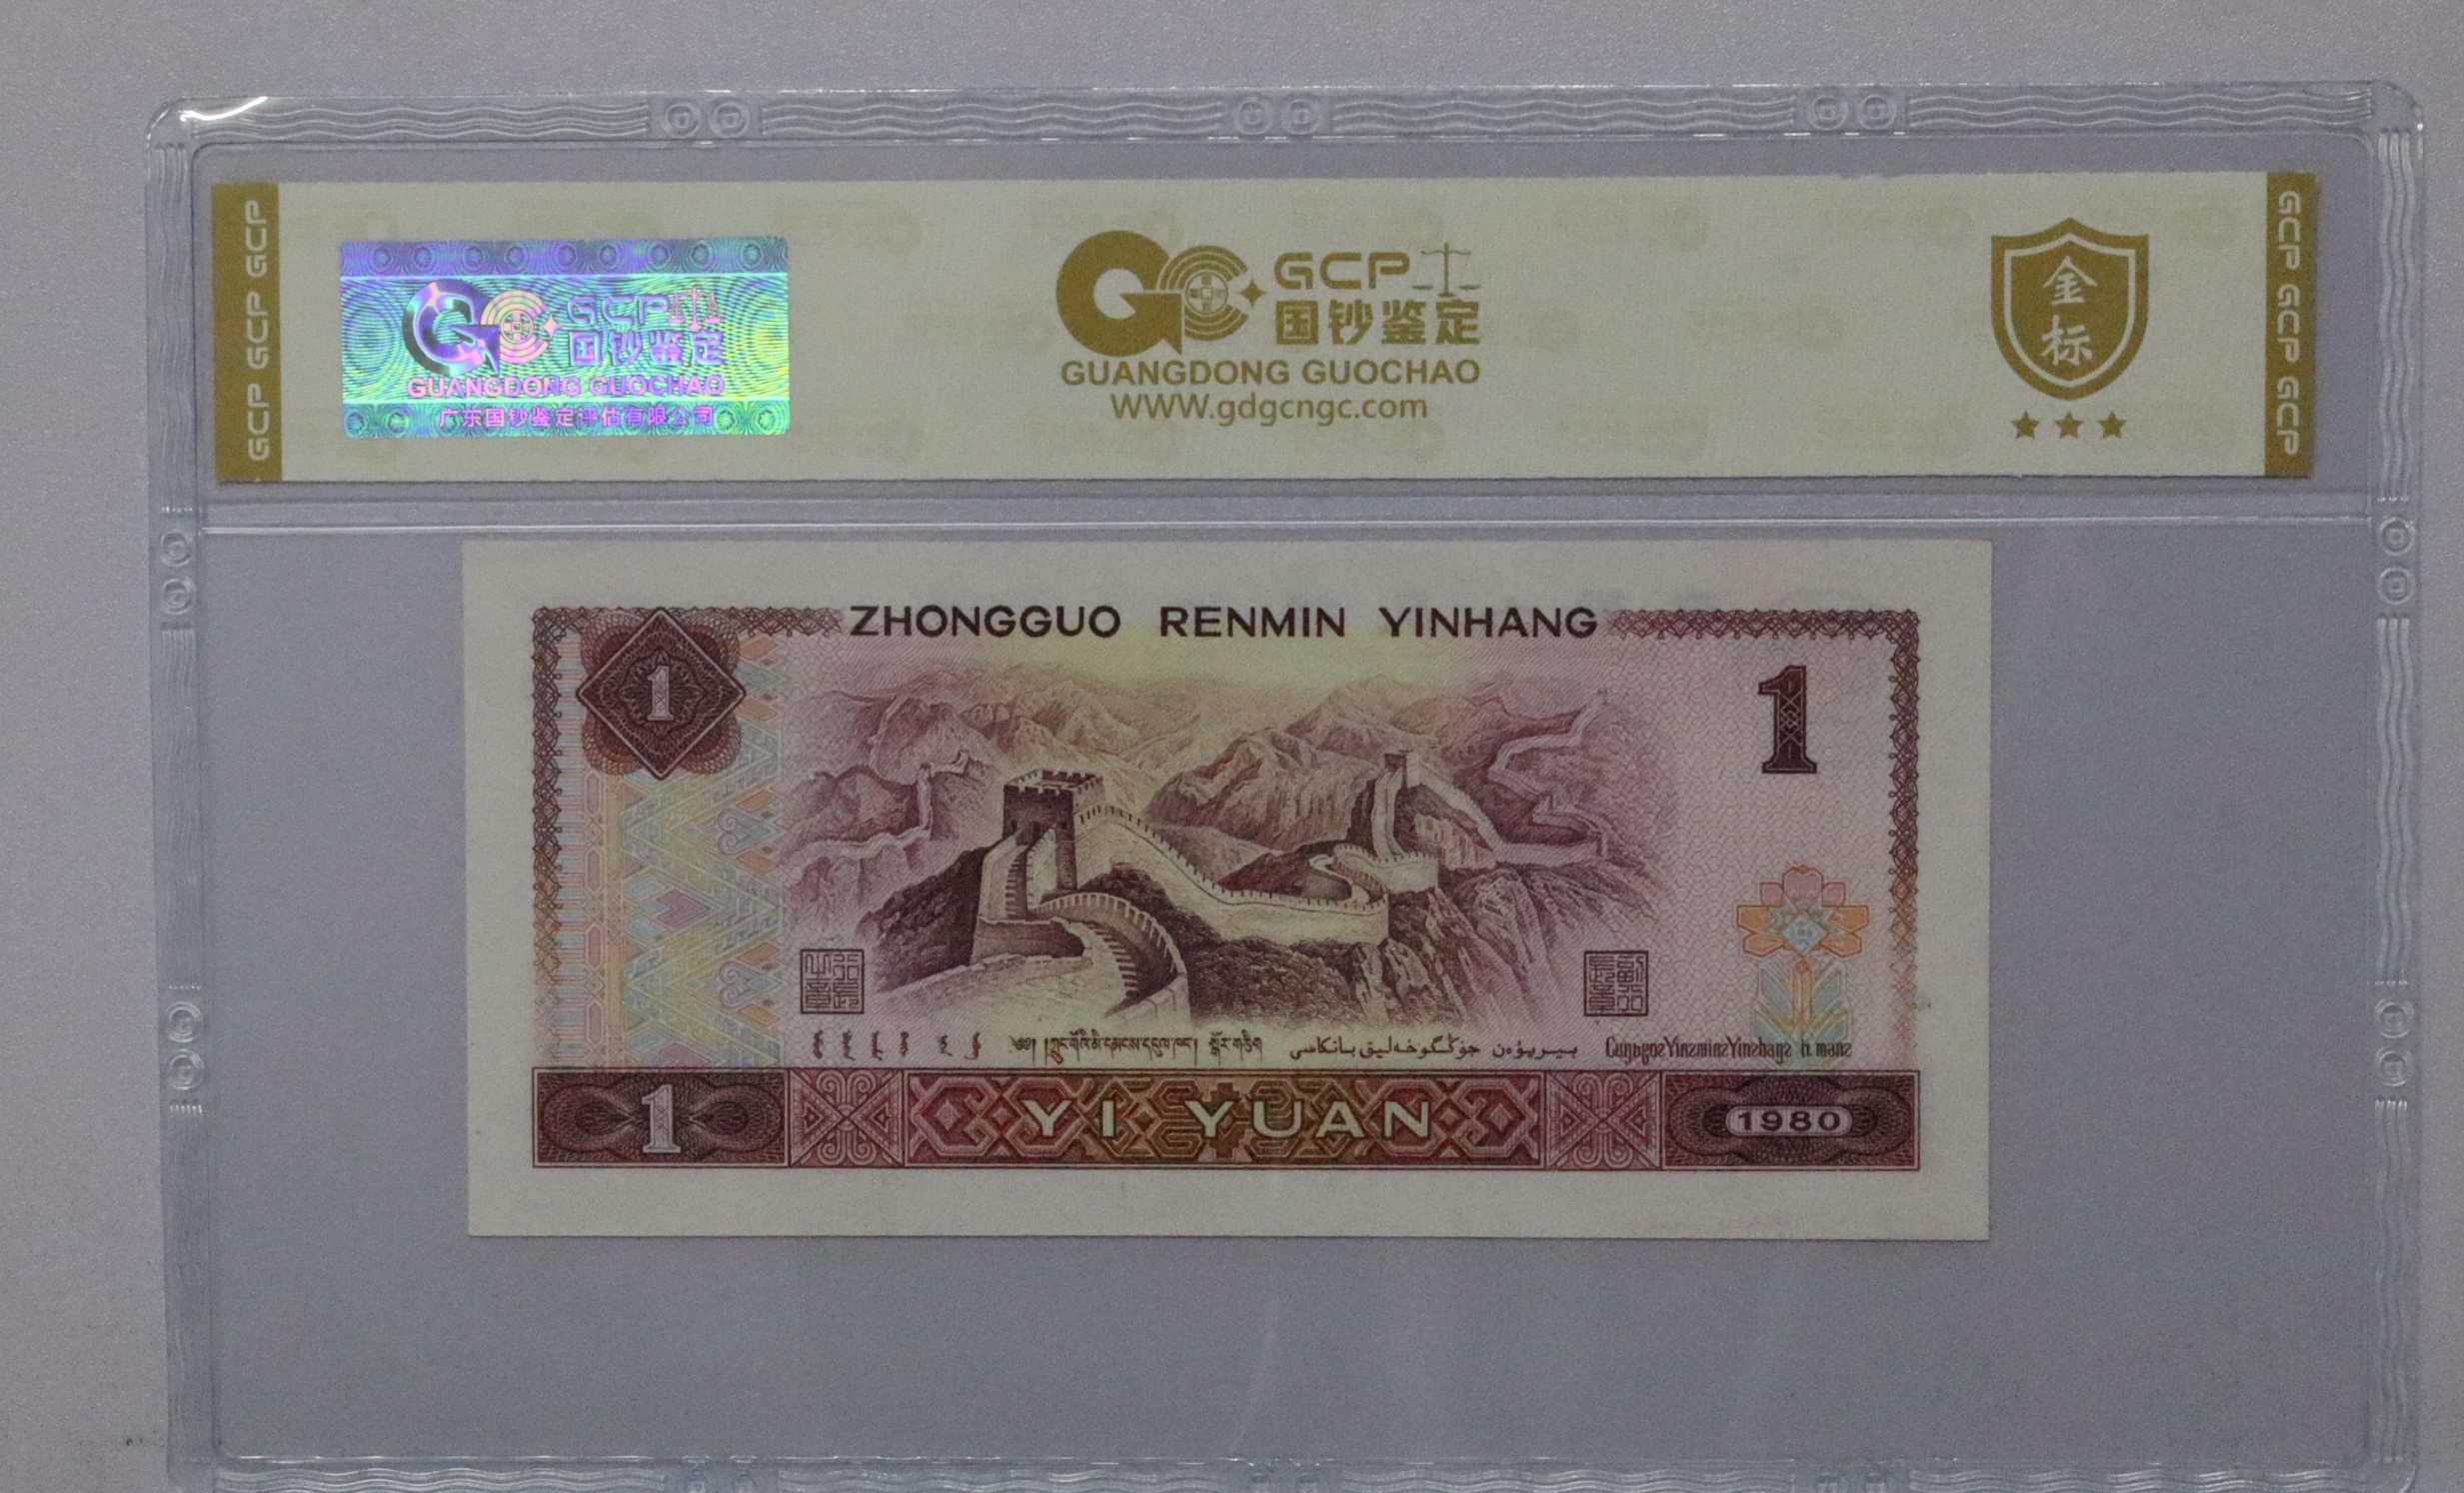 GCP GCP GCP
GCP
国钞鉴定
GUANGDONG GUOCHAO
广东国钞鉴定评估有限公司
GCP
国钞鉴定
GUANGDONG GUOCHAO
WWW.gdgcngc.com
金
标
GCP GCP GCP
ZHONGGUO RENMIN YINHANG
1
1
1
YI YUAN
1980